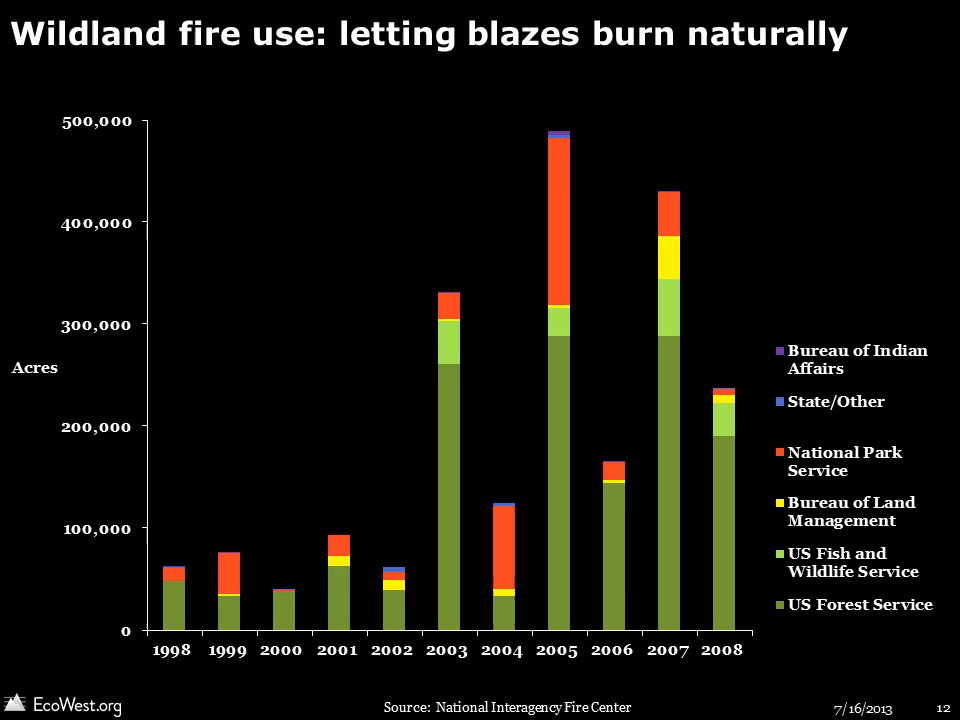 Wildland fire use: letting blazes burn naturally
500,000
400,000
300,000
Acres
200,000
100,000
0
1998 1999 2000 2001 2002 2003 2004 2005 2006 2007 2008
Bureau of Indian
Affairs
State/Other
National Park
Service
Bureau of Land
Management
US Fish and
Wildlife Service
US Forest Service
EcoWest.org
Source: National Interagency Fire Center
7/16/2013
12